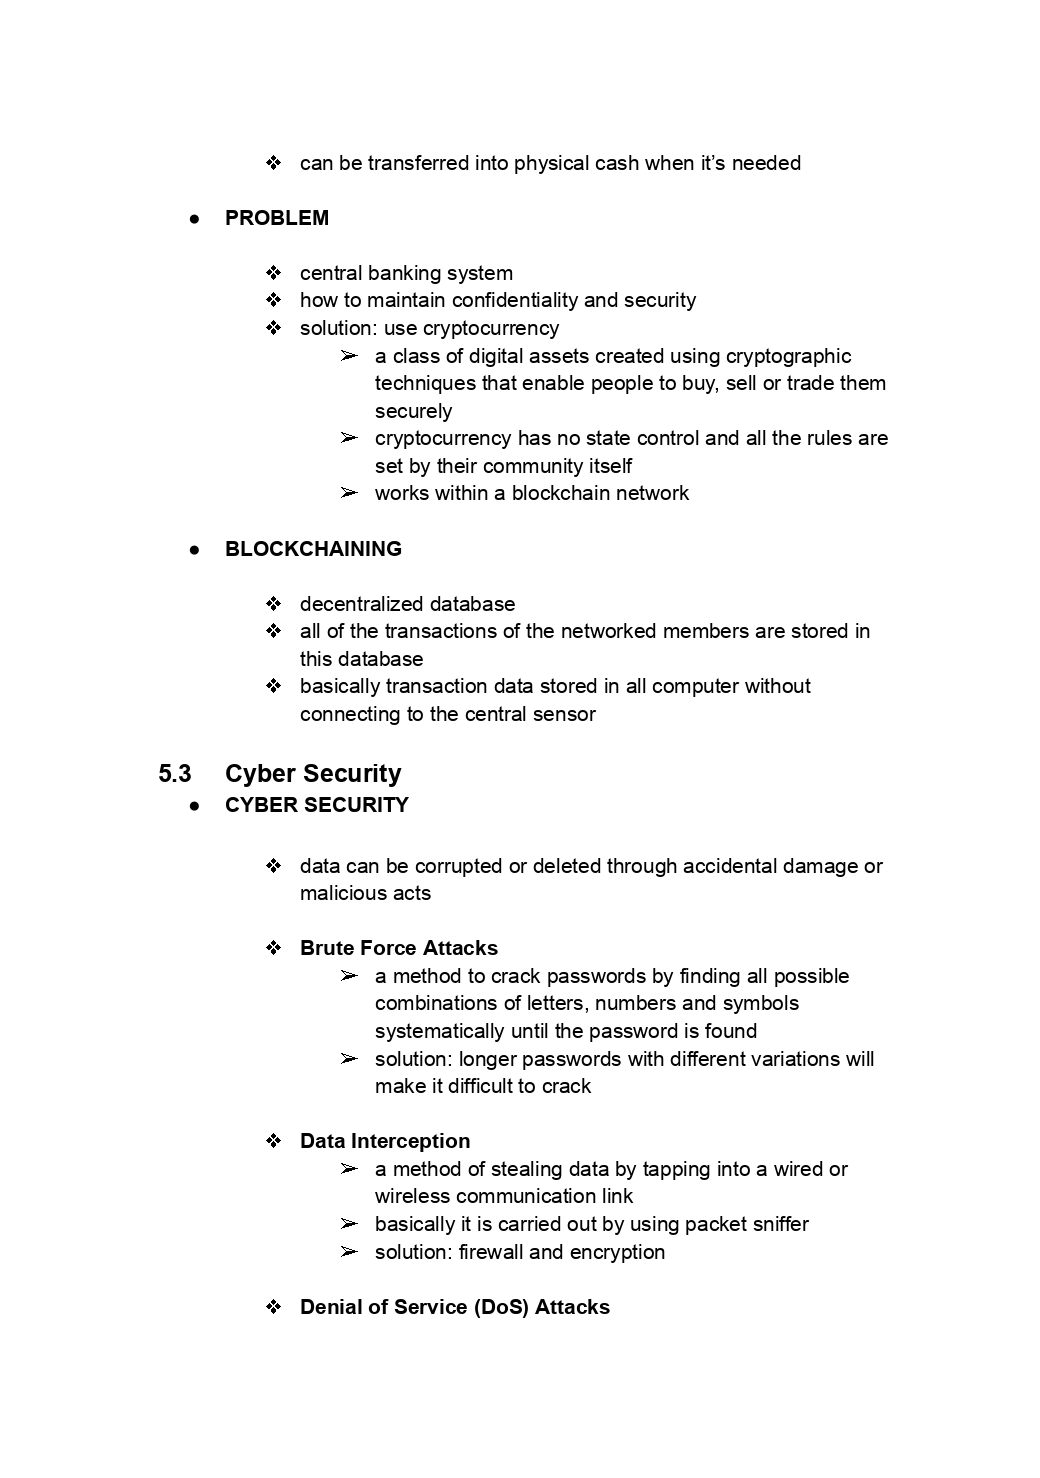 ❖ can be transferred into physical cash when it’s needed
● PROBLEM
❖ central banking system
❖ how to maintain confidentiality and security
❖ solution: use cryptocurrency
➢ a class of digital assets created using cryptographic
techniques that enable people to buy, sell or trade them
securely
➢ cryptocurrency has no state control and all the rules are
set by their community itself
➢ works within a blockchain network
● BLOCKCHAINING
❖ decentralized database
❖ all of the transactions of the networked members are stored in
this database
❖ basically transaction data stored in all computer without
connecting to the central sensor
5.3 Cyber Security
● CYBER SECURITY
❖ data can be corrupted or deleted through accidental damage or
malicious acts
❖ Brute Force Attacks
➢ a method to crack passwords by finding all possible
combinations of letters, numbers and symbols
systematically until the password is found
➢ solution: longer passwords with different variations will
make it difficult to crack
❖ Data Interception
➢ a method of stealing data by tapping into a wired or
wireless communication link
➢ basically it is carried out by using packet sniffer
➢ solution: firewall and encryption
❖ Denial of Service (DoS) Attacks